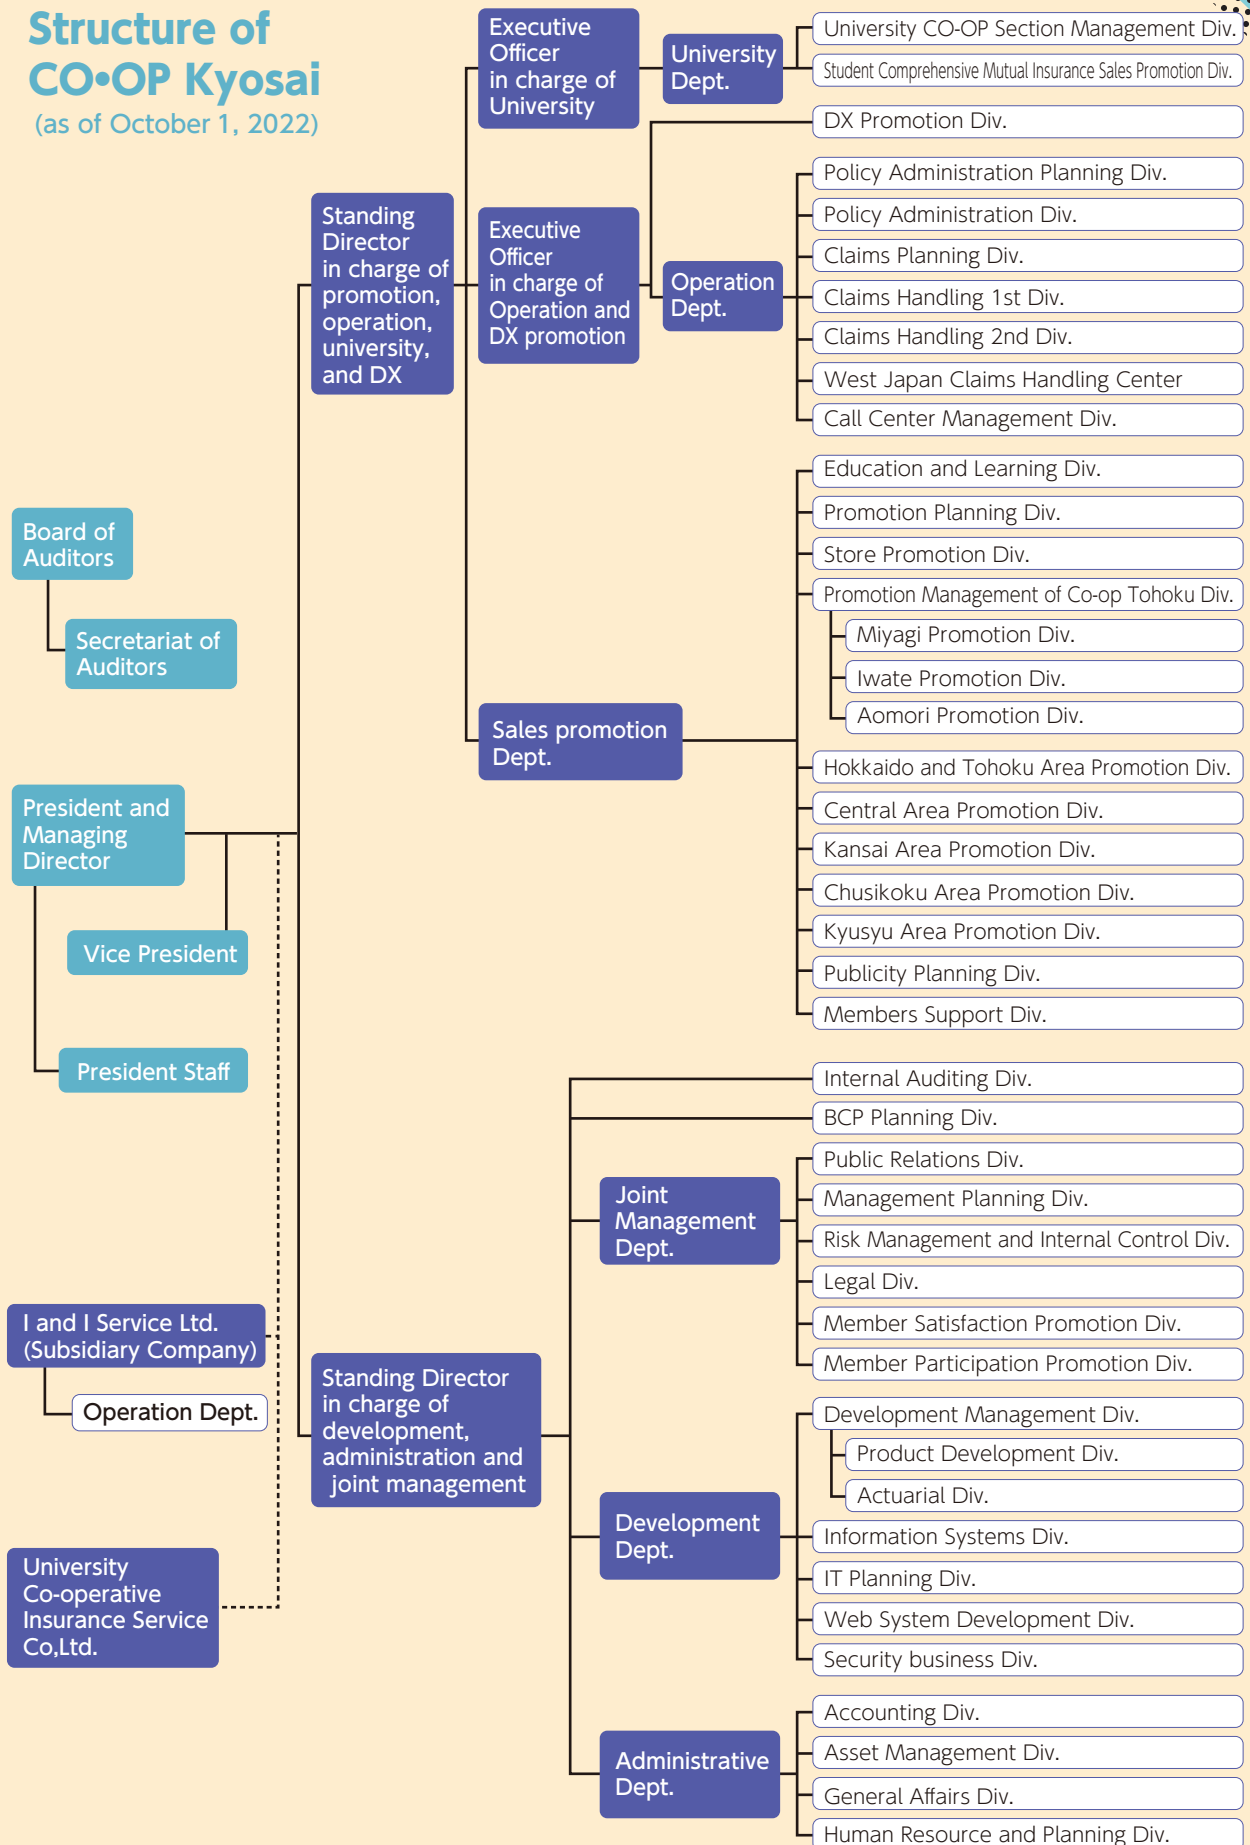 Structure of
CO•OP Kyosai
(as of October 1, 2022)
Board of
Auditors
Secretariat of
Auditors
President and
Managing
Director
Vice President
President Staff
I and I Service Ltd.
(Subsidiary Company)
Operation Dept.
University
Co-operative
Insurance Service
Co,Ltd.
Standing
Director
in charge of
promotion,
operation,
university,
and DX
Executive
Officer
in charge of
University
University
Dept.
University CO-OP Section Management Div.
Student Comprehensive Mutual Insurance Sales Promotion Div.
Executive
Officer
in charge of
Operation and
DX promotion
DX Promotion Div.
Operation
Dept.
Policy Administration Planning Div.
Policy Administration Div.
Claims Planning Div.
Claims Handling 1st Div.
Claims Handling 2nd Div.
West Japan Claims Handling Center
Call Center Management Div.
Sales promotion
Dept.
Education and Learning Div.
Promotion Planning Div.
Store Promotion Div.
Promotion Management of Co-op Tohoku Div.
Miyagi Promotion Div.
Iwate Promotion Div.
Aomori Promotion Div.
Hokkaido and Tohoku Area Promotion Div.
Central Area Promotion Div.
Kansai Area Promotion Div.
Chusikoku Area Promotion Div.
Kyusyu Area Promotion Div.
Publicity Planning Div.
Members Support Div.
Standing Director
in charge of
development,
administration and
joint management
Internal Auditing Div.
BCP Planning Div.
Joint
Management
Dept.
Public Relations Div.
Management Planning Div.
Risk Management and Internal Control Div.
Legal Div.
Member Satisfaction Promotion Div.
Member Participation Promotion Div.
Development
Dept.
Development Management Div.
Product Development Div.
Actuarial Div.
Information Systems Div.
IT Planning Div.
Web System Development Div.
Security business Div.
Administrative
Dept.
Accounting Div.
Asset Management Div.
General Affairs Div.
Human Resource and Planning Div.